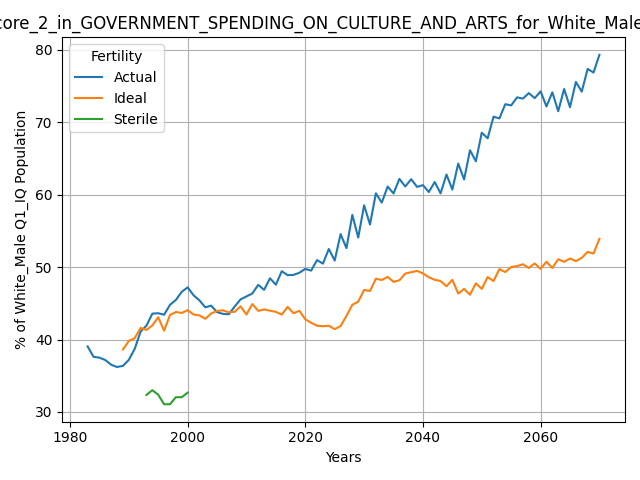 core_2_in_GOVERNMENT_SPENDING_ON_CULTURE_AND_ARTS_for_White_Male
Fertility
Actual
Ideal
Sterile
% of White_Male Q1_IQ Population
80
70
60
50
40
30
1980
2000
2020
2040
2060
Years